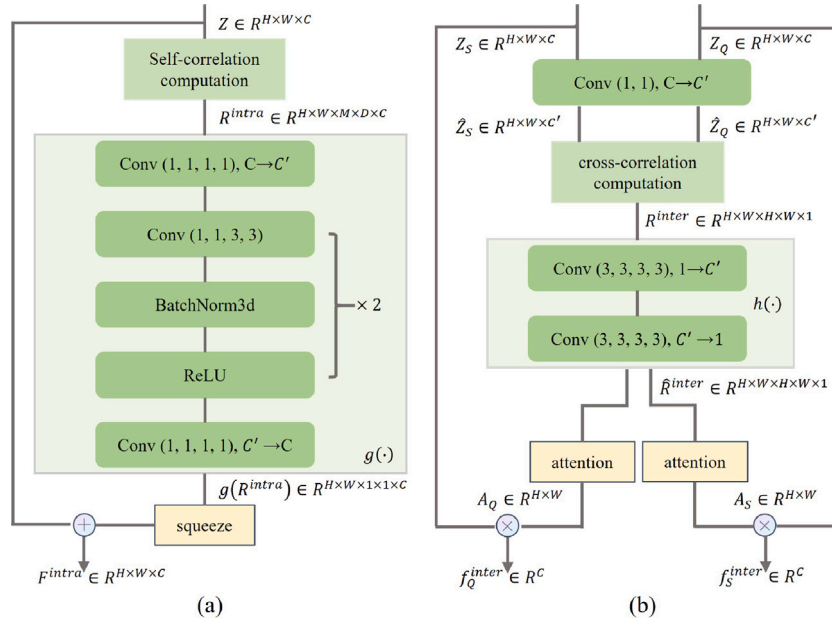 Z ∈ R^{H×W×C}
Self-correlation
computation
R^{intra} ∈ R^{H×W×M×D×C}
Conv (1, 1, 1, 1), C→C′
Conv (1, 1, 3, 3)
BatchNorm3d
× 2
ReLU
Conv (1, 1, 1, 1), C′ →C
g(·)
g(R^{intra}) ∈ R^{H×W×1×1×C}
squeeze
+
F^{intra} ∈ R^{H×W×C}
(a)
Z_S ∈ R^{H×W×C}
Z_Q ∈ R^{H×W×C}
Conv (1, 1), C→C′
Ẑ_S ∈ R^{H×W×C′}
Ẑ_Q ∈ R^{H×W×C′}
cross-correlation
computation
R^{inter} ∈ R^{H×W×H×W×1}
Conv (3, 3, 3, 3), 1→C′
h(·)
Conv (3, 3, 3, 3), C′ →1
R̂^{inter} ∈ R^{H×W×H×W×1}
attention
attention
A_Q ∈ R^{H×W}
A_S ∈ R^{H×W}
×
×
f_Q^{inter} ∈ R^C
f_S^{inter} ∈ R^C
(b)